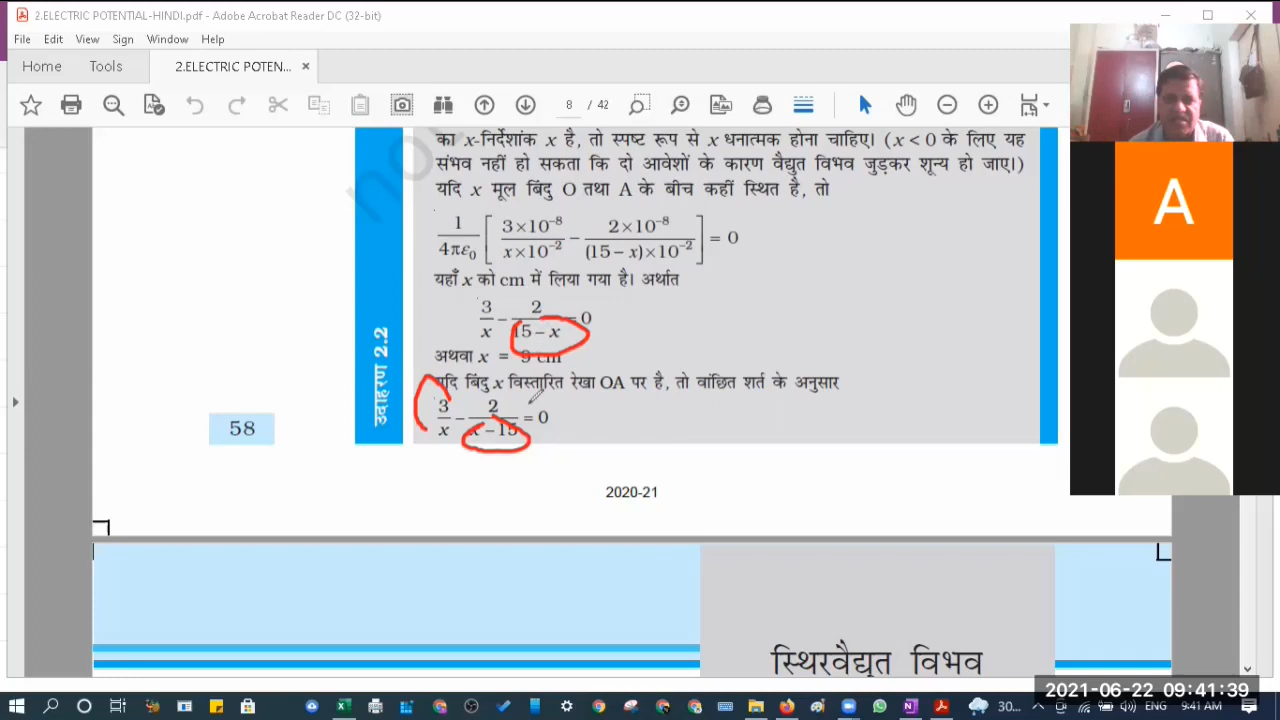 2.ELECTRIC POTENTIAL-HINDI.pdf - Adobe Acrobat Reader DC (32-bit)
File Edit View Sign Window Help
Home Tools 2.ELECTRIC POTEN... ×
8 / 42
का x-निर्देशांक x है, तो स्पष्ट रूप से x धनात्मक होना चाहिए। (x < 0 के लिए यह
संभव नहीं हो सकता कि दो आवेशों के कारण वैद्युत विभव जुड़कर शून्य हो जाए।)
यदि x मूल बिंदु O तथा A के बीच कहीं स्थित है, तो
1/4πε₀ [ 3×10⁻⁸/x×10⁻² – 2×10⁻⁸/(15–x)×10⁻² ] = 0
यहाँ x को cm में लिया गया है। अर्थात
3/x – 2/15–x = 0
अथवा x = 9 cm
यदि बिंदु x विस्तारित रेखा OA पर है, तो वांछित शर्त के अनुसार
3/x – 2/x–15 = 0
उदाहरण 2.2
58
2020-21
स्थिरवैद्युत विभव
A
2021-06-22 09:41:39
30...
ENG
9:41 AM